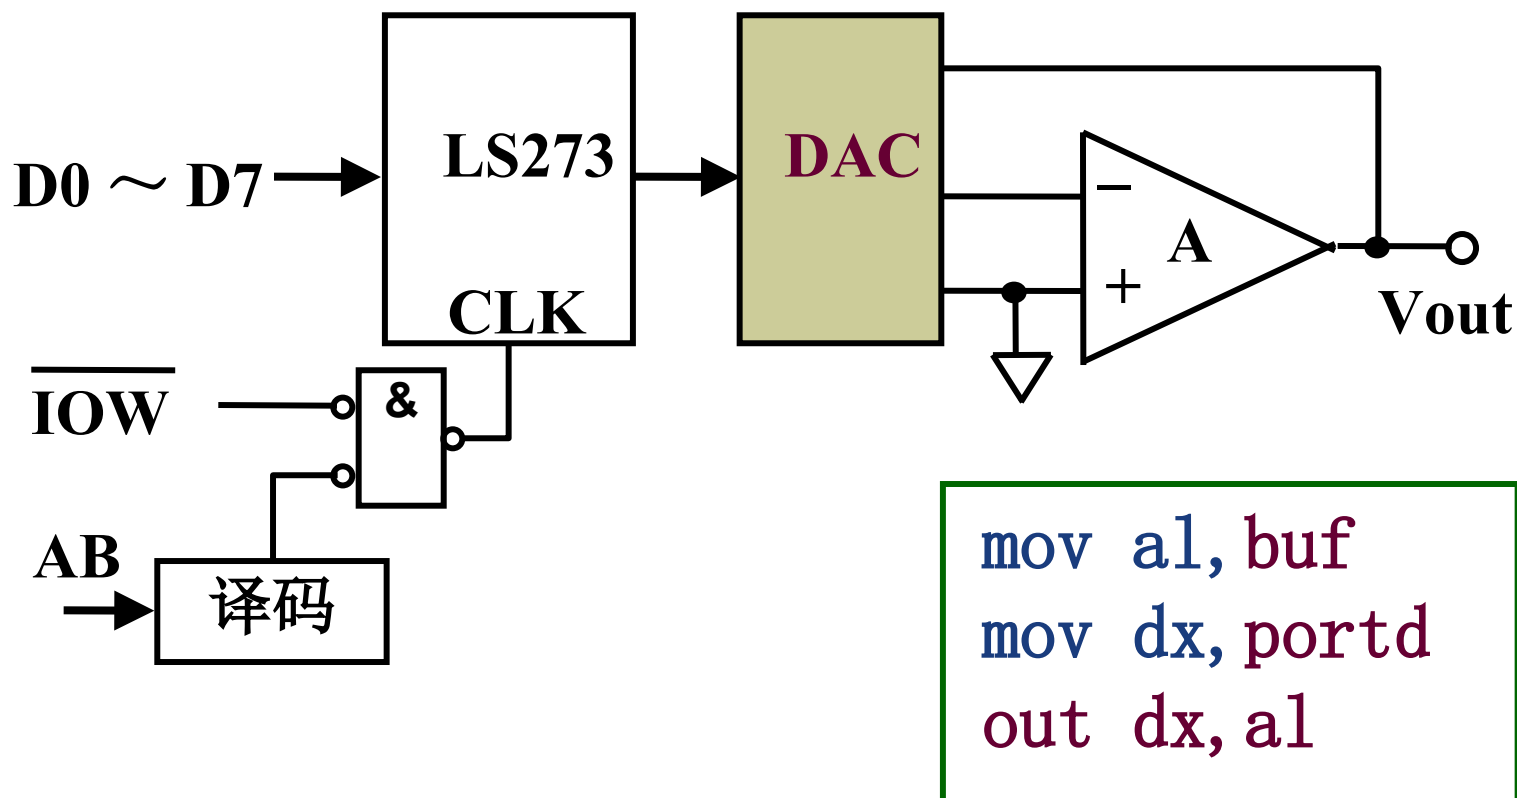 D0 ～ D7
LS273
CLK
DAC
－
A
＋
Vout
IOW
&
AB
译码
mov al,buf
mov dx,portd
out dx,al